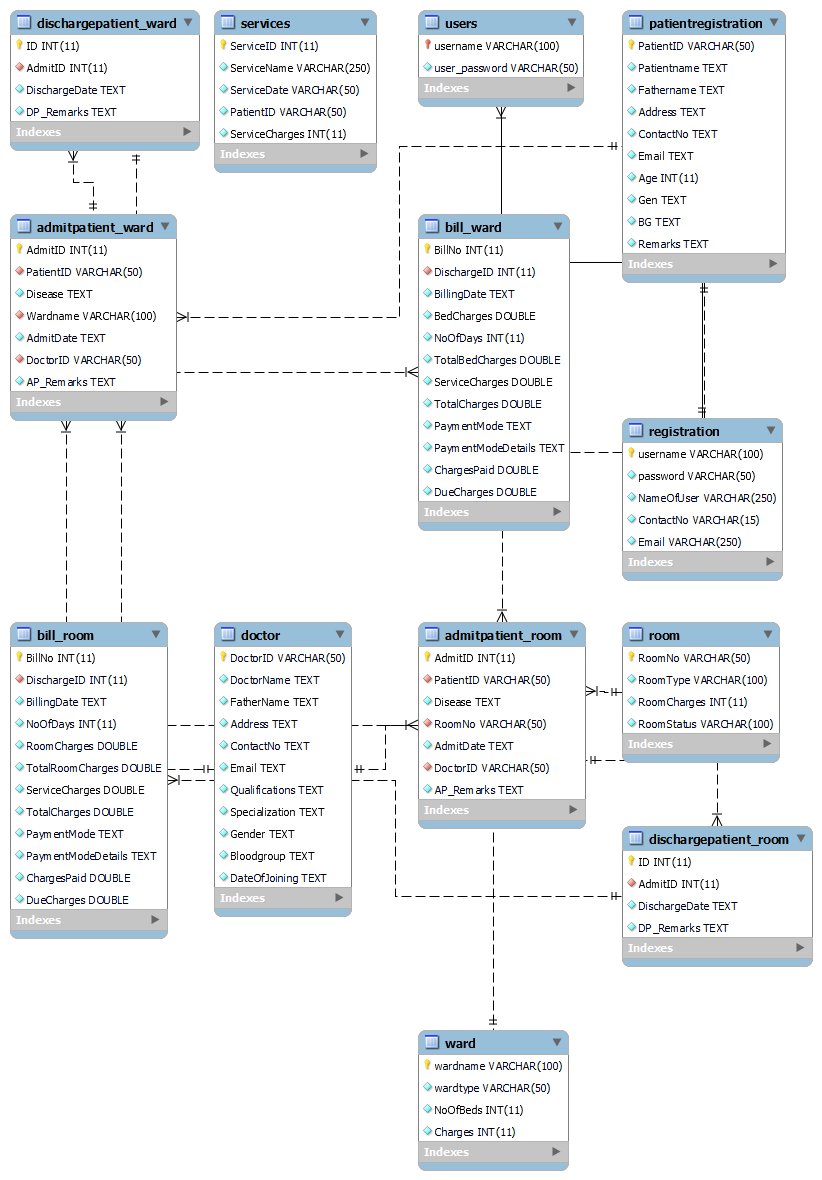 dischargepatient_ward
ID INT(11)
AdmitID INT(11)
DischargeDate TEXT
DP_Remarks TEXT
Indexes
services
ServiceID INT(11)
ServiceName VARCHAR(250)
ServiceDate VARCHAR(50)
PatientID VARCHAR(50)
ServiceCharges INT(11)
Indexes
users
username VARCHAR(100)
user_password VARCHAR(50)
Indexes
patientregistration
PatientID VARCHAR(50)
Patientname TEXT
Fathername TEXT
Address TEXT
ContactNo TEXT
Email TEXT
Age INT(11)
Gen TEXT
BG TEXT
Remarks TEXT
Indexes
admitpatient_ward
AdmitID INT(11)
PatientID VARCHAR(50)
Disease TEXT
Wardname VARCHAR(100)
AdmitDate TEXT
DoctorID VARCHAR(50)
AP_Remarks TEXT
Indexes
bill_ward
BillNo INT(11)
DischargeID INT(11)
BillingDate TEXT
BedCharges DOUBLE
NoOfDays INT(11)
TotalBedCharges DOUBLE
ServiceCharges DOUBLE
TotalCharges DOUBLE
PaymentMode TEXT
PaymentModeDetails TEXT
ChargesPaid DOUBLE
DueCharges DOUBLE
Indexes
registration
username VARCHAR(100)
password VARCHAR(50)
NameOfUser VARCHAR(250)
ContactNo VARCHAR(15)
Email VARCHAR(250)
Indexes
bill_room
BillNo INT(11)
DischargeID INT(11)
BillingDate TEXT
NoOfDays INT(11)
RoomCharges DOUBLE
TotalRoomCharges DOUBLE
ServiceCharges DOUBLE
TotalCharges DOUBLE
PaymentMode TEXT
PaymentModeDetails TEXT
ChargesPaid DOUBLE
DueCharges DOUBLE
Indexes
doctor
DoctorID VARCHAR(50)
DoctorName TEXT
FatherName TEXT
Address TEXT
ContactNo TEXT
Email TEXT
Qualifications TEXT
Specialization TEXT
Gender TEXT
Bloodgroup TEXT
DateOfJoining TEXT
Indexes
admitpatient_room
AdmitID INT(11)
PatientID VARCHAR(50)
Disease TEXT
RoomNo VARCHAR(50)
AdmitDate TEXT
DoctorID VARCHAR(50)
AP_Remarks TEXT
Indexes
room
RoomNo VARCHAR(50)
RoomType VARCHAR(100)
RoomCharges INT(11)
RoomStatus VARCHAR(100)
Indexes
dischargepatient_room
ID INT(11)
AdmitID INT(11)
DischargeDate TEXT
DP_Remarks TEXT
Indexes
ward
wardname VARCHAR(100)
wardtype VARCHAR(50)
NoOfBeds INT(11)
Charges INT(11)
Indexes